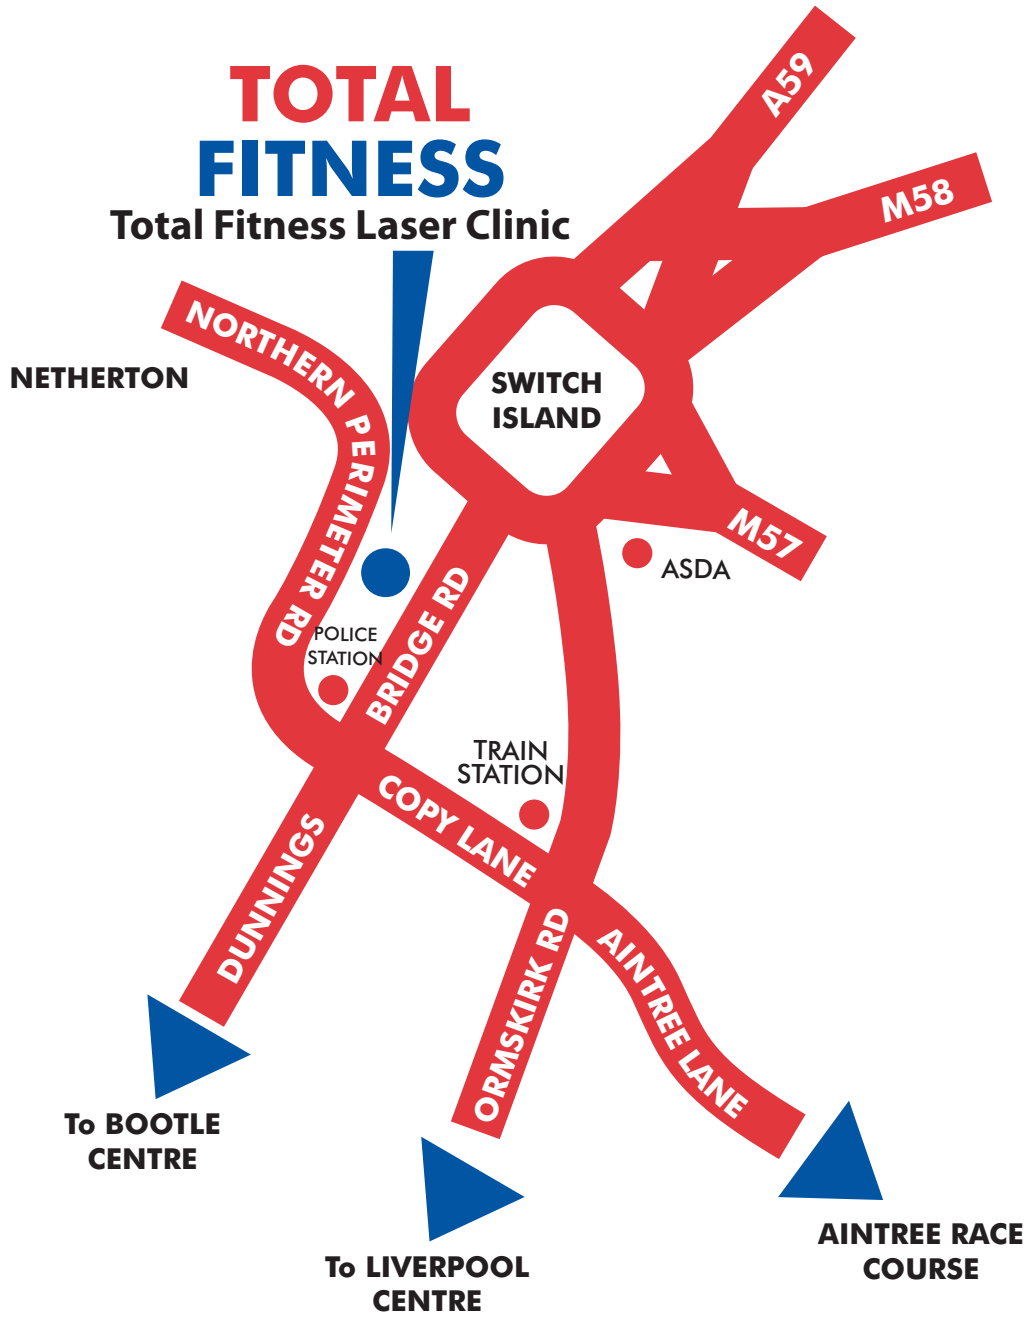 TOTAL
FITNESS
Total Fitness Laser Clinic
A59
M58
NORTHERN PERIMETER RD
NETHERTON
SWITCH
ISLAND
M57
ASDA
BRIDGE RD
POLICE
STATION
TRAIN
STATION
COPY LANE
DUNNINGS
ORMSKIRK RD
AINTREE LANE
To BOOTLE
CENTRE
To LIVERPOOL
CENTRE
AINTREE RACE
COURSE